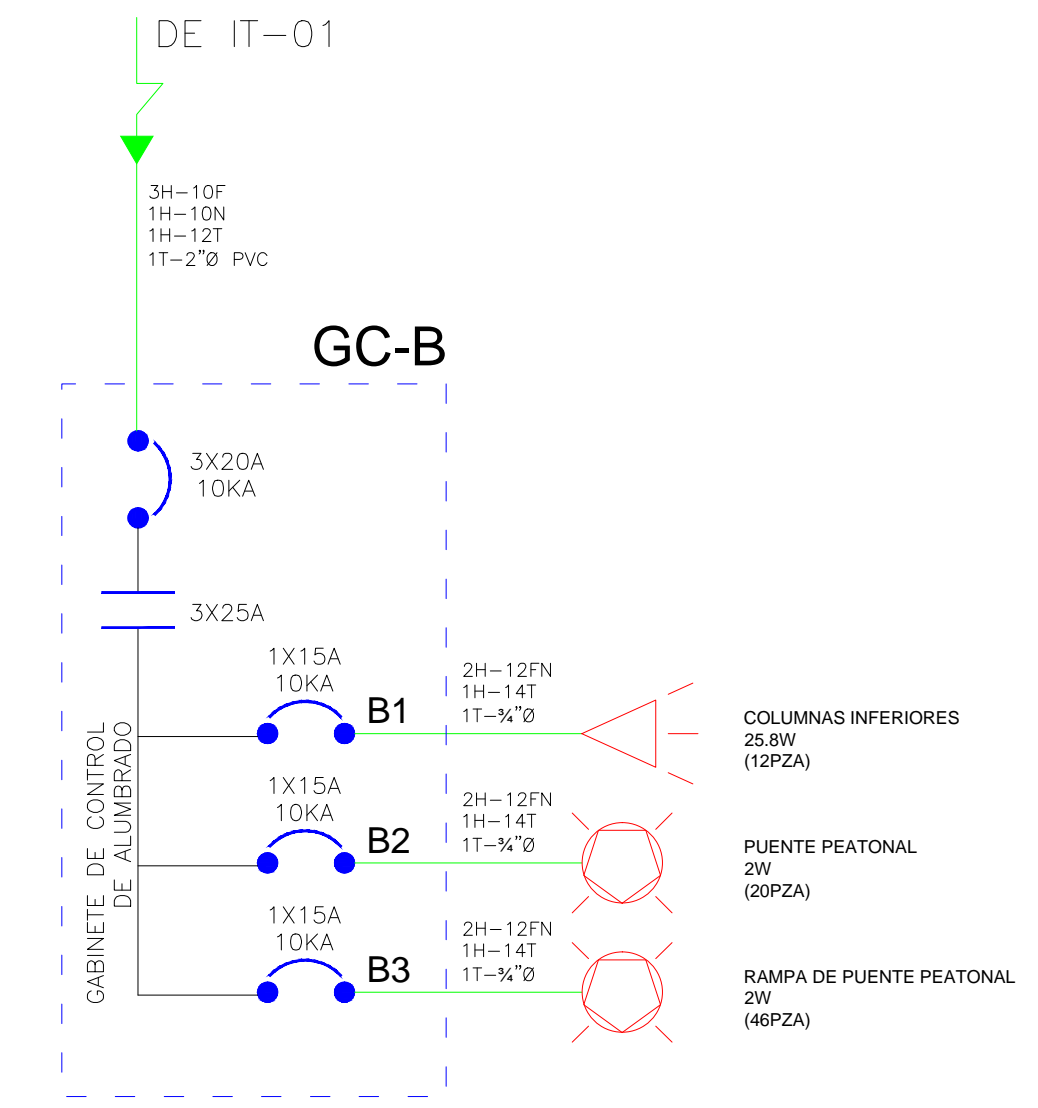 DE IT-01
3H-10F
1H-10N
1H-12T
1T-2"Ø PVC
GC-B
3X20A
10KA
3X25A
GABINETE DE CONTROL
DE ALUMBRADO
1X15A
10KA
B1
2H-12FN
1H-14T
1T-¾"Ø
COLUMNAS INFERIORES
25.8W
(12PZA)
1X15A
10KA
B2
2H-12FN
1H-14T
1T-¾"Ø
PUENTE PEATONAL
2W
(20PZA)
1X15A
10KA
B3
2H-12FN
1H-14T
1T-¾"Ø
RAMPA DE PUENTE PEATONAL
2W
(46PZA)